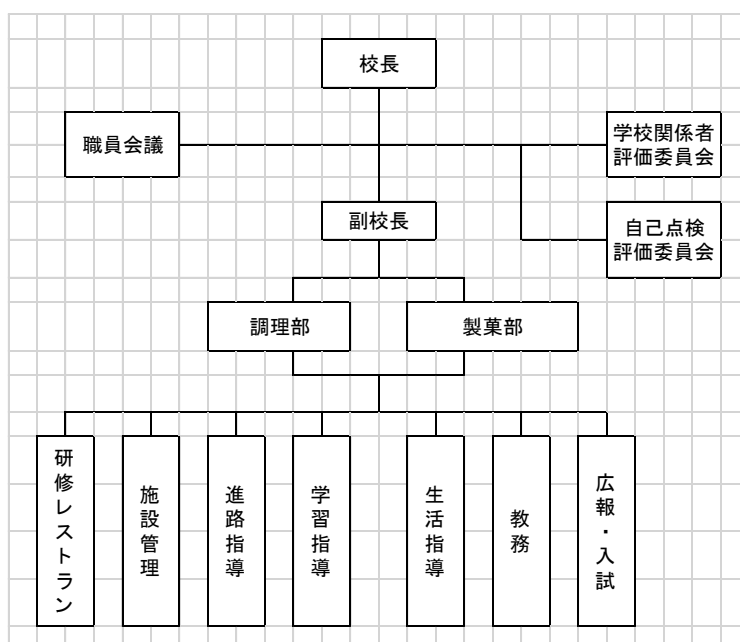 校長
職員会議
学校関係者
評価委員会
副校長
自己点検
評価委員会
調理部
製菓部
研修レストラン
施設管理
進路指導
学習指導
生活指導
教務
広報・入試